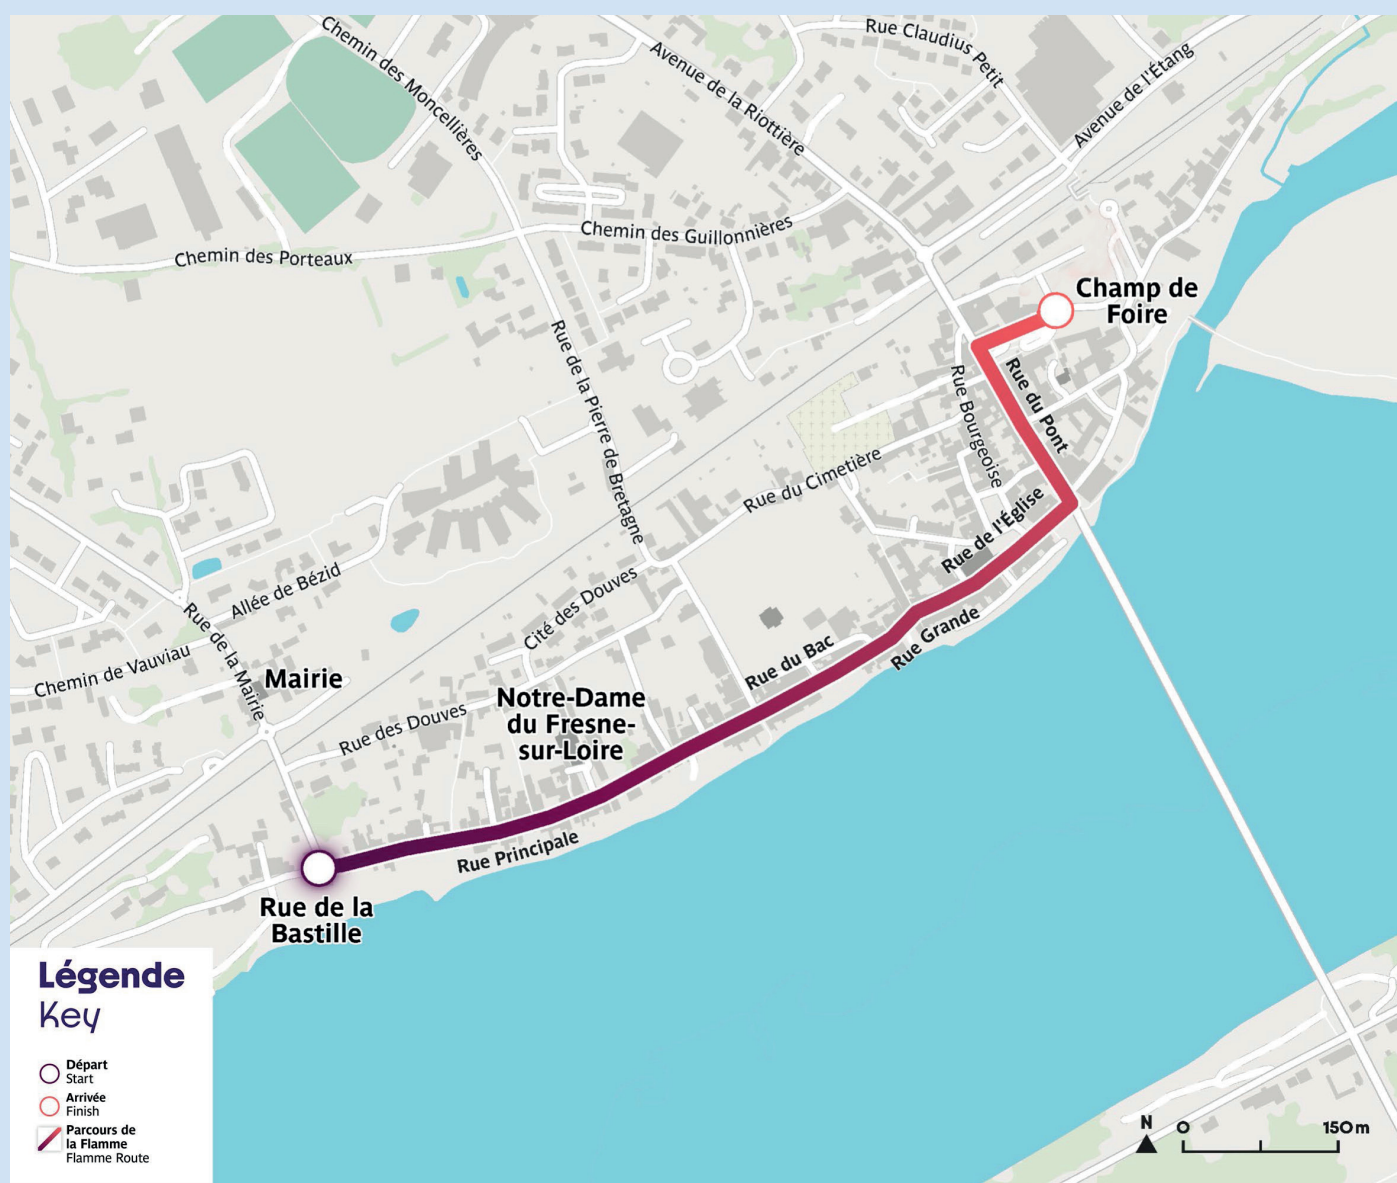 Rue Claudius Petit
Chemin des Moncellières
Avenue de la Riottière
Avenue de l'Étang
Chemin des Guillonnières
Chemin des Porteaux
Champ de
Foire
Rue de la Pierre de Bretagne
Rue du Pont
Rue Bourgeoise
Rue du Cimetière
Rue de l'Église
Allée de Bézid
Cité des Douves
Rue de la Mairie
Rue Grande
Chemin de Vauviau
Rue du Bac
Mairie
Notre-Dame
du Fresne-
sur-Loire
Rue des Douves
Rue Principale
Rue de la
Bastille
Légende
Key
Départ
Start
Arrivée
Finish
Parcours de
la Flamme
Flamme Route
N
0 150 m